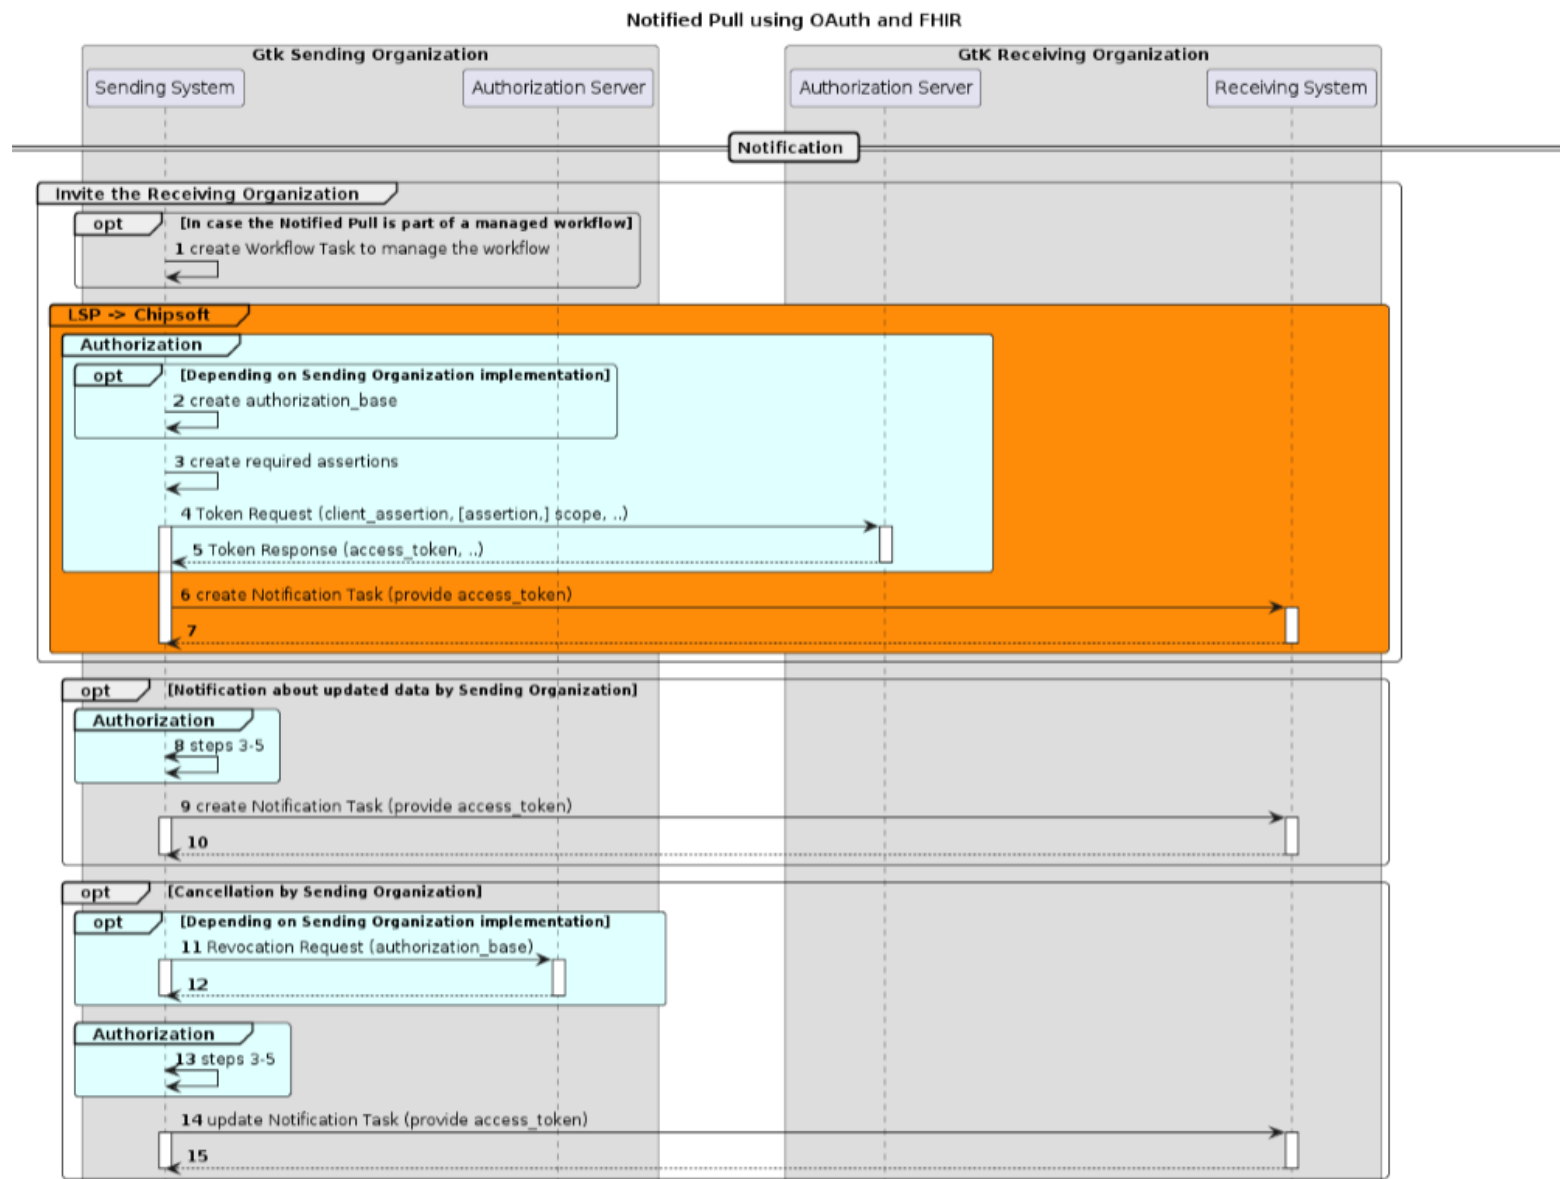 Notified Pull using OAuth and FHIR
Gtk Sending Organization
GtK Receiving Organization
Sending System
Authorization Server
Authorization Server
Receiving System
Notification
Invite the Receiving Organization
opt [In case the Notified Pull is part of a managed workflow]
1 create Workflow Task to manage the workflow
LSP -> Chipsoft
Authorization
opt [Depending on Sending Organization implementation]
2 create authorization_base
3 create required assertions
4 Token Request (client_assertion, [assertion,] scope, ..)
5 Token Response (access_token, ..)
6 create Notification Task (provide access_token)
7
opt [Notification about updated data by Sending Organization]
Authorization
8 steps 3-5
9 create Notification Task (provide access_token)
10
opt [Cancellation by Sending Organization]
opt [Depending on Sending Organization implementation]
11 Revocation Request (authorization_base)
12
Authorization
13 steps 3-5
14 update Notification Task (provide access_token)
15